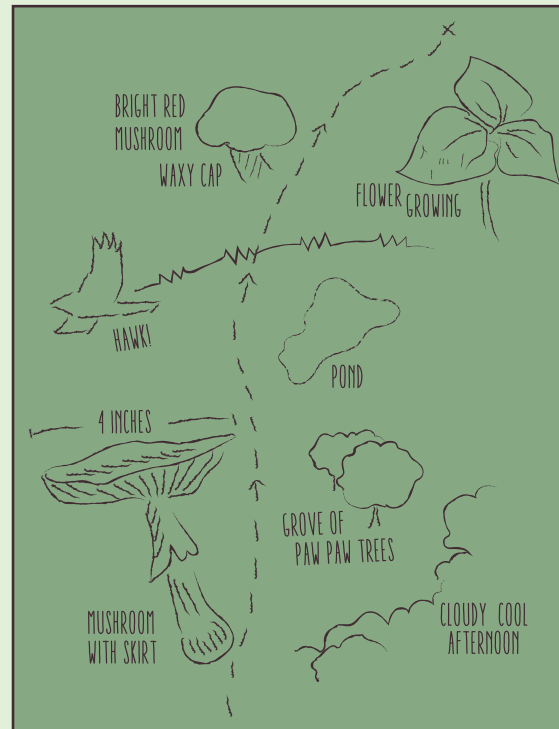 BRIGHT RED
MUSHROOM
WAXY CAP
FLOWER GROWING
HAWK!
POND
4 INCHES
GROVE OF
PAW PAW TREES
MUSHROOM
WITH SKIRT
CLOUDY COOL
AFTERNOON